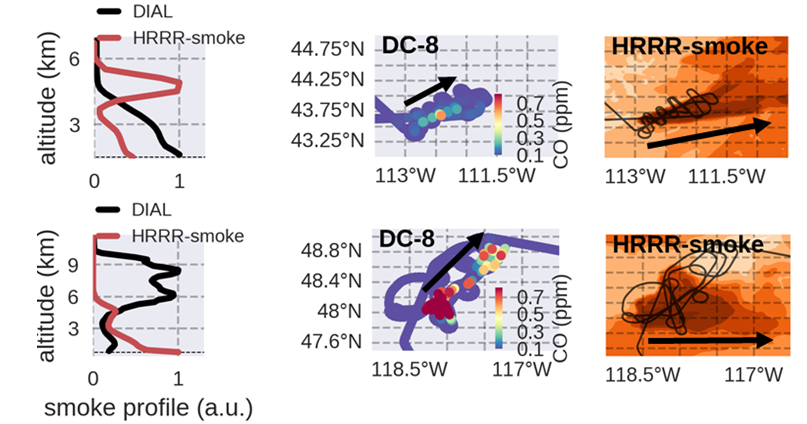 DIAL
HRRR-smoke
altitude (km)
6
3
0 1
DC-8
44.75°N
44.25°N
43.75°N
43.25°N
113°W 111.5°W
0.7
0.5
0.3
0.1
CO (ppm)
HRRR-smoke
113°W 111.5°W
DIAL
HRRR-smoke
altitude (km)
9
6
3
0 1
smoke profile (a.u.)
DC-8
48.8°N
48.4°N
48°N
47.6°N
118.5°W 117°W
0.7
0.5
0.3
0.1
CO (ppm)
HRRR-smoke
118.5°W 117°W